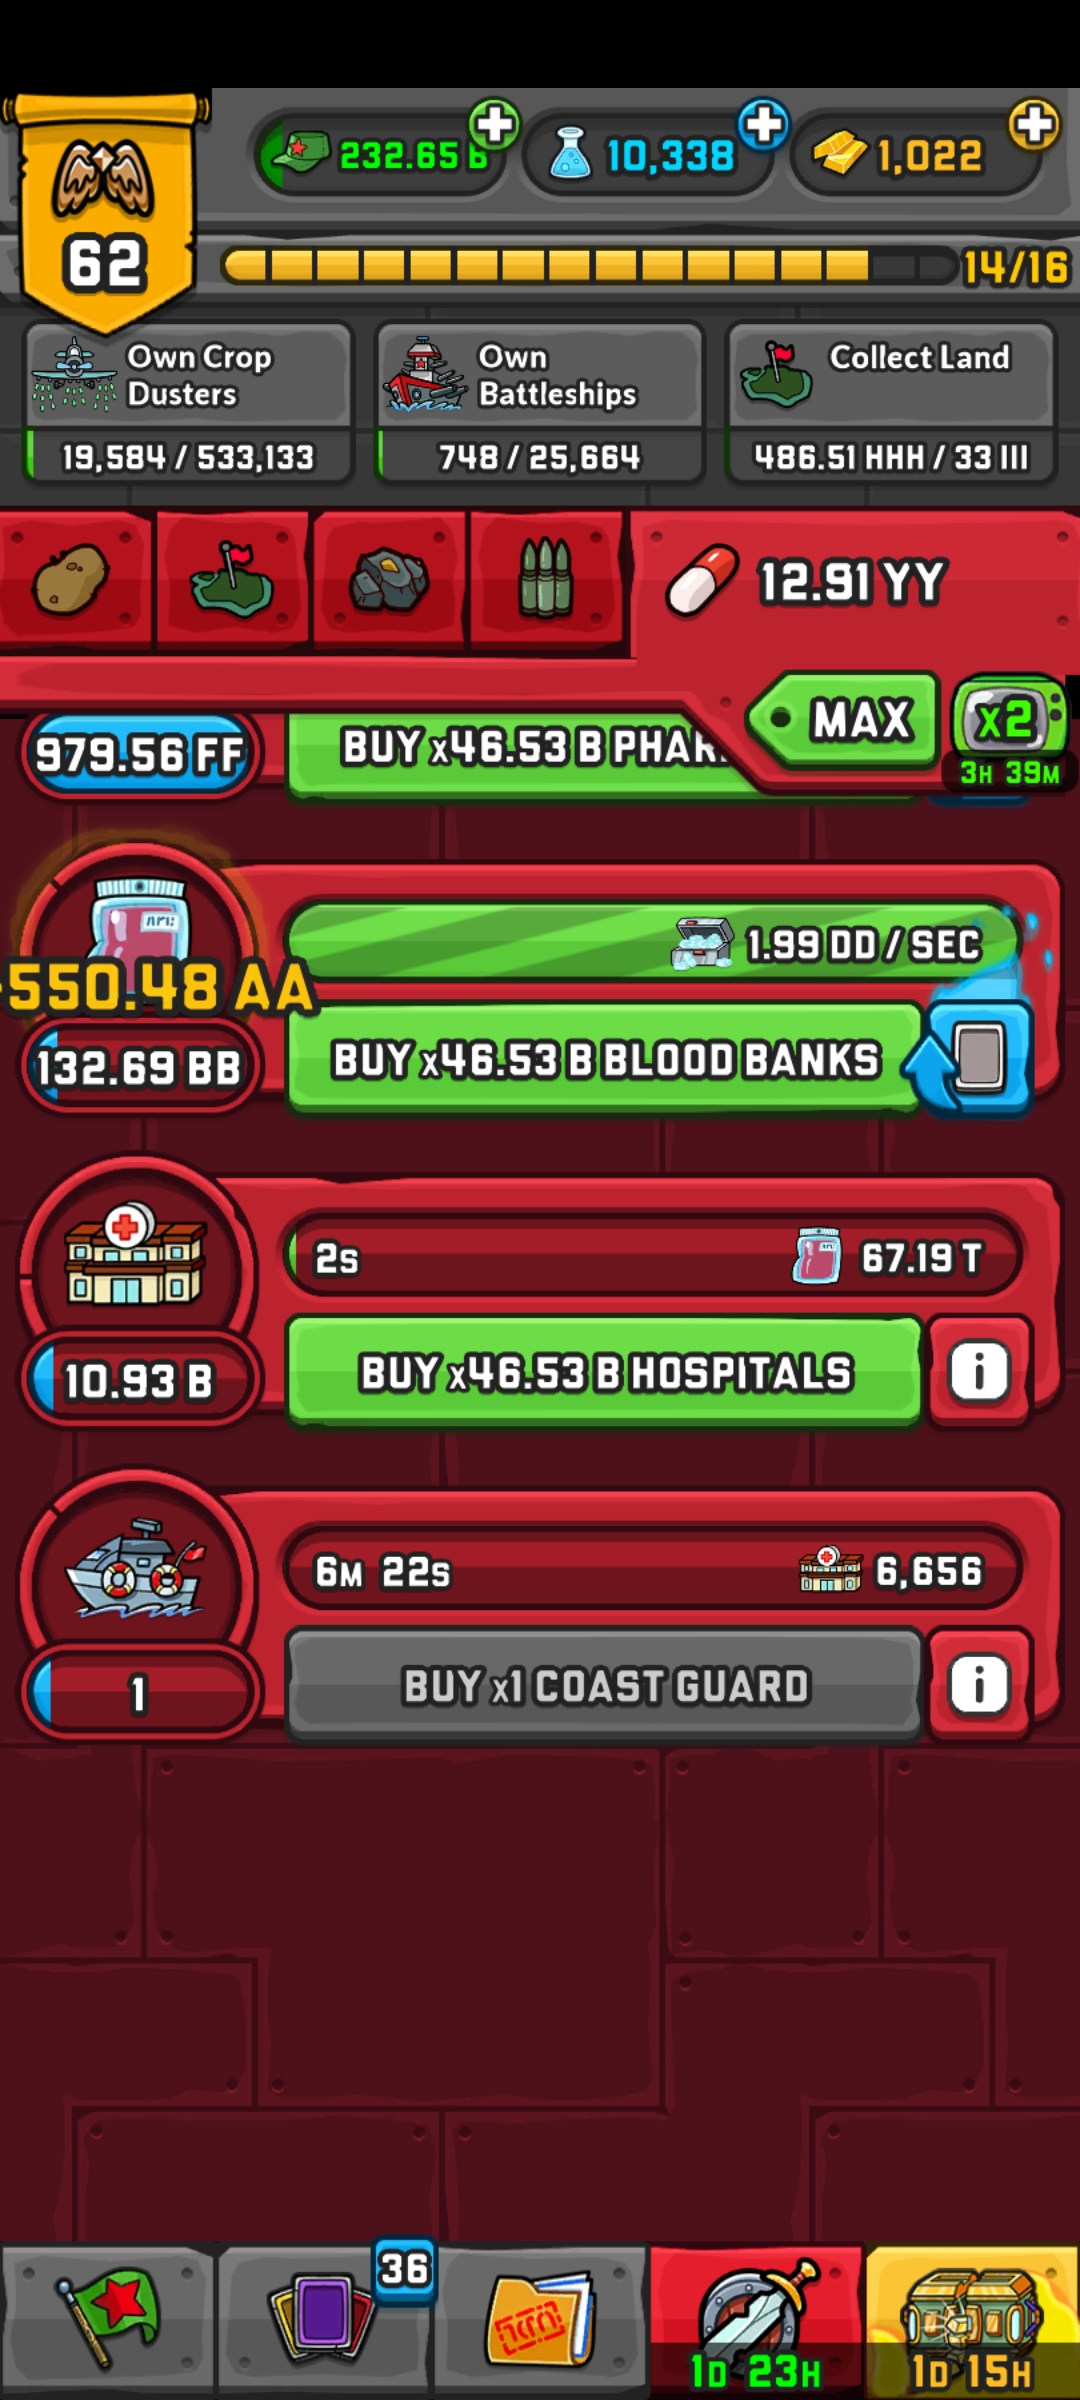 232.65 B
10,338
1,022
62
14/16
Own Crop
Dusters
19,584 / 533,133
Own
Battleships
748 / 25,664
Collect Land
486.51 HHH / 33 III
12.91 YY
MAX
x2
3H 39M
979.56 FF
BUY x46.53 B PHAR
1.99 DD / SEC
550.48 AA
132.69 BB
BUY x46.53 B BLOOD BANKS
2S
67.19 T
10.93 B
BUY x46.53 B HOSPITALS
i
6M 22S
6,656
1
BUY x1 COAST GUARD
i
36
1D 23H
1D 15H